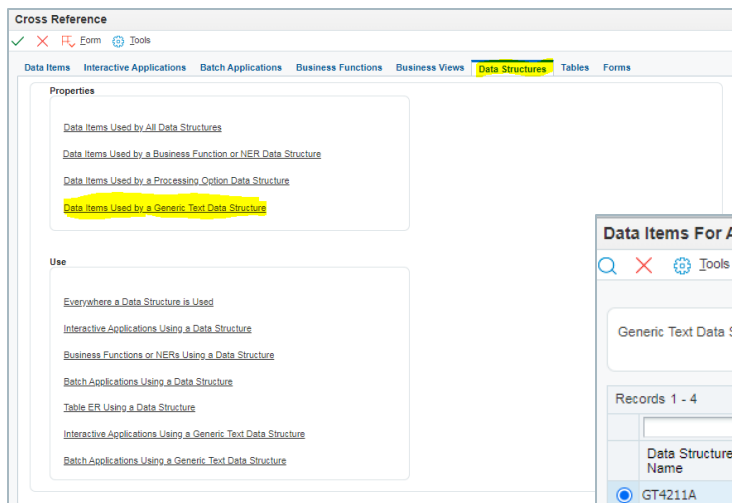 Cross Reference
Form Tools
Data Items Interactive Applications Batch Applications Business Functions Business Views Data Structures Tables Forms
Properties
Data Items Used by All Data Structures
Data Items Used by a Business Function or NER Data Structure
Data Items Used by a Processing Option Data Structure
Data Items Used by a Generic Text Data Structure
Use
Everywhere a Data Structure is Used
Interactive Applications Using a Data Structure
Business Functions or NERs Using a Data Structure
Batch Applications Using a Data Structure
Table ER Using a Data Structure
Interactive Applications Using a Generic Text Data Structure
Batch Applications Using a Generic Text Data Structure
Data Items For
Tools
Generic Text Data
Records 1 - 4
Data Structure
Name
GT4211A